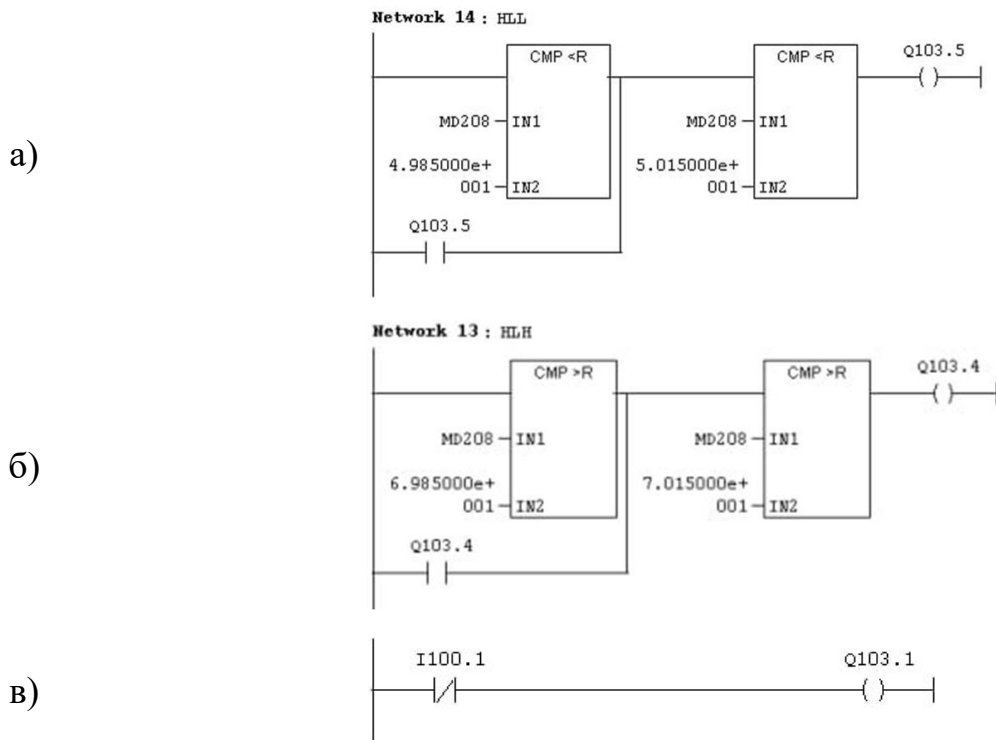 Network 14 : HLL
CMP <R
CMP <R
Q103.5
MD208
IN1
MD208
IN1
4.985000e+
001
IN2
5.015000e+
001
IN2
Q103.5
а)
Network 13 : HLH
CMP >R
CMP >R
Q103.4
MD208
IN1
MD208
IN1
6.985000e+
001
IN2
7.015000e+
001
IN2
Q103.4
б)
I100.1
Q103.1
в)